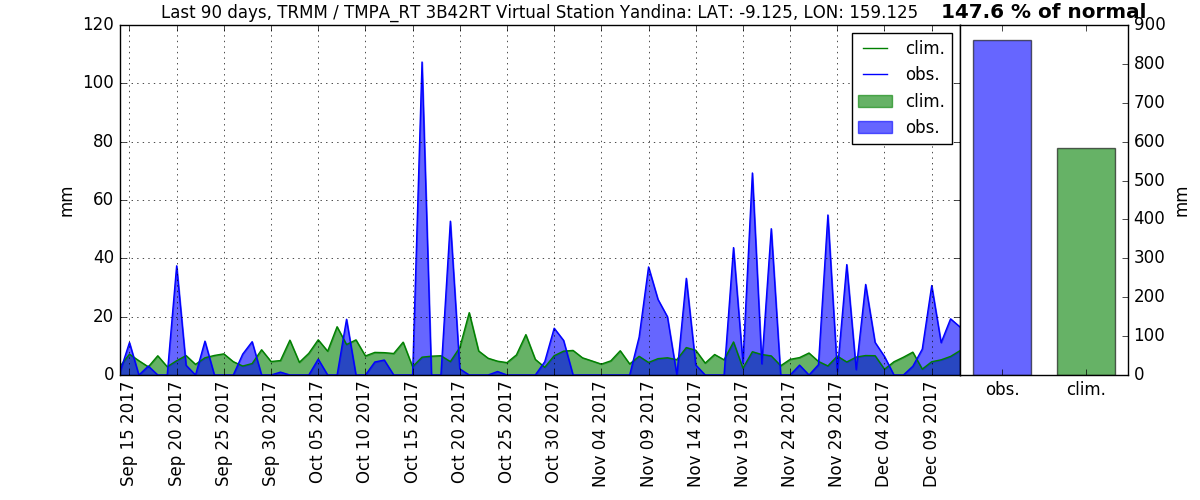 Last 90 days, TRMM / TMPA_RT 3B42RT Virtual Station Yandina: LAT: -9.125, LON: 159.125
147.6 % of normal
120
100
80
60
40
20
0
mm
clim.
obs.
clim.
obs.
Sep 15 2017
Sep 20 2017
Sep 25 2017
Sep 30 2017
Oct 05 2017
Oct 10 2017
Oct 15 2017
Oct 20 2017
Oct 25 2017
Oct 30 2017
Nov 04 2017
Nov 09 2017
Nov 14 2017
Nov 19 2017
Nov 24 2017
Nov 29 2017
Dec 04 2017
Dec 09 2017
900
800
700
600
500
400
300
200
100
0
mm
obs.
clim.